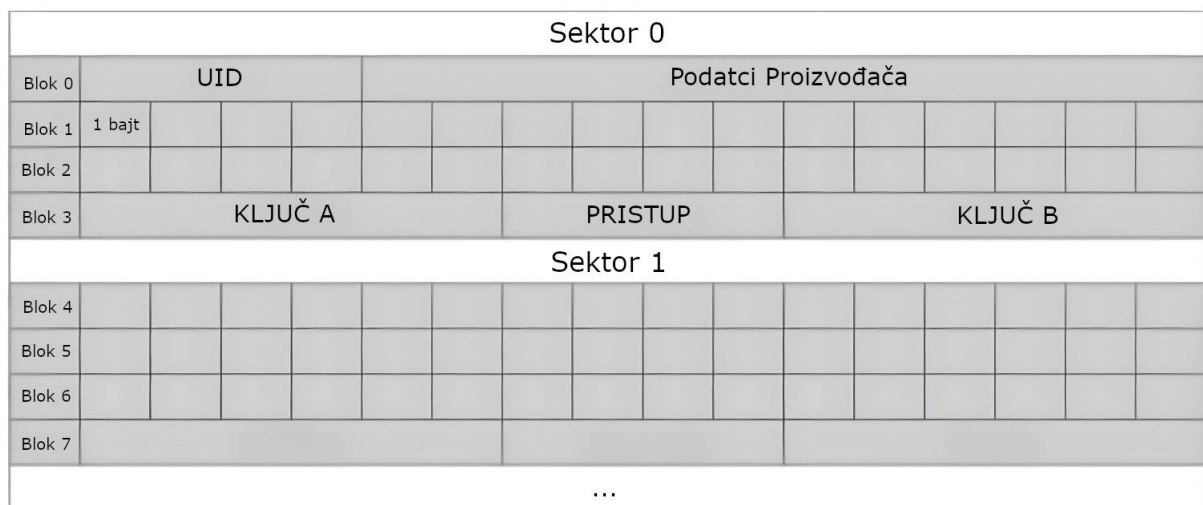 Sektor 0
Blok 0 UID Podatci Proizvođača
Blok 1 1 bajt
Blok 2
Blok 3 KLJUČ A PRISTUP KLJUČ B
Sektor 1
Blok 4
Blok 5
Blok 6
Blok 7
...